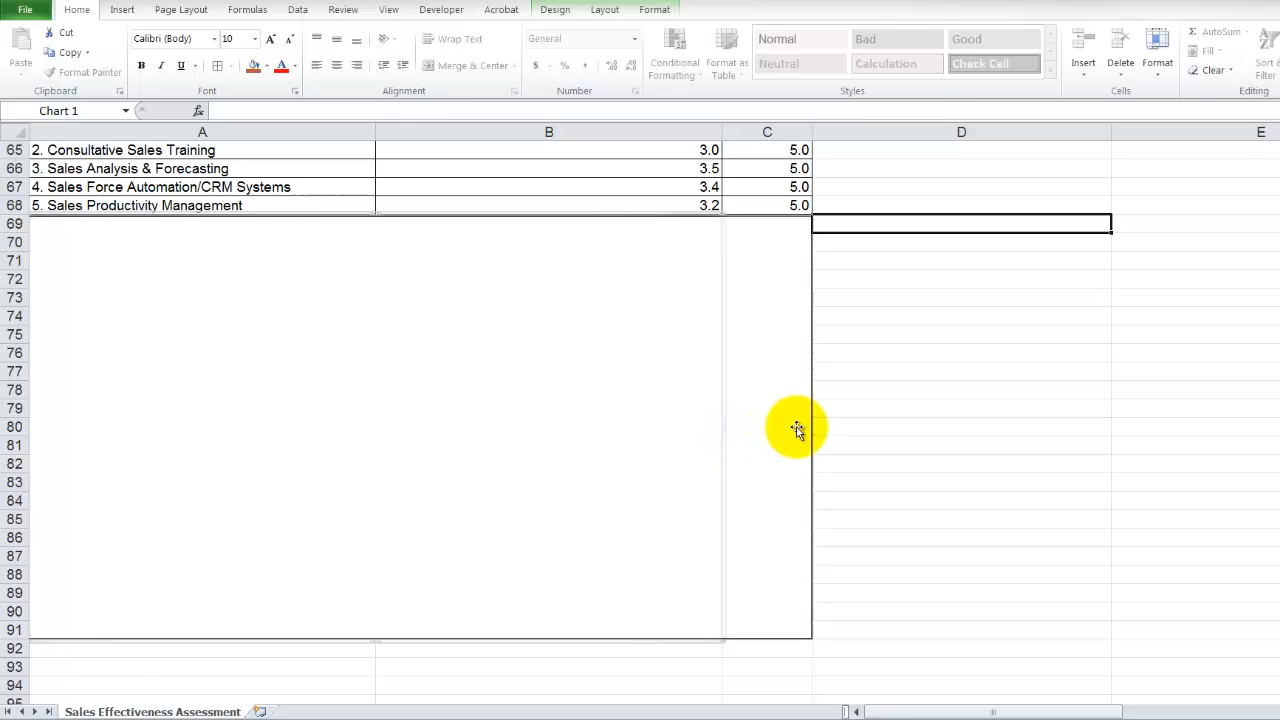 File Home Insert Page Layout Formulas Data Review View Developer Acrobat Design Layout Format
Paste
Cut
Copy
Format Painter
Clipboard
Calibri (Body) 10
B I U
Font
Wrap Text
Merge & Center
Alignment
General
$ % ,
Number
Conditional Formatting
Format as Table
Normal Bad Good
Neutral Calculation Check Cell
Styles
Insert Delete Format
Cells
Σ AutoSum
Fill
Clear
Sort &
Filter
Editing
Chart 1 fx
A B C D E
65 2. Consultative Sales Training 3.0 5.0
66 3. Sales Analysis & Forecasting 3.5 5.0
67 4. Sales Force Automation/CRM Systems 3.4 5.0
68 5. Sales Productivity Management 3.2 5.0
69
70
71
72
73
74
75
76
77
78
79
80
81
82
83
84
85
86
87
88
89
90
91
92
93
94
95
Sales Effectiveness Assessment